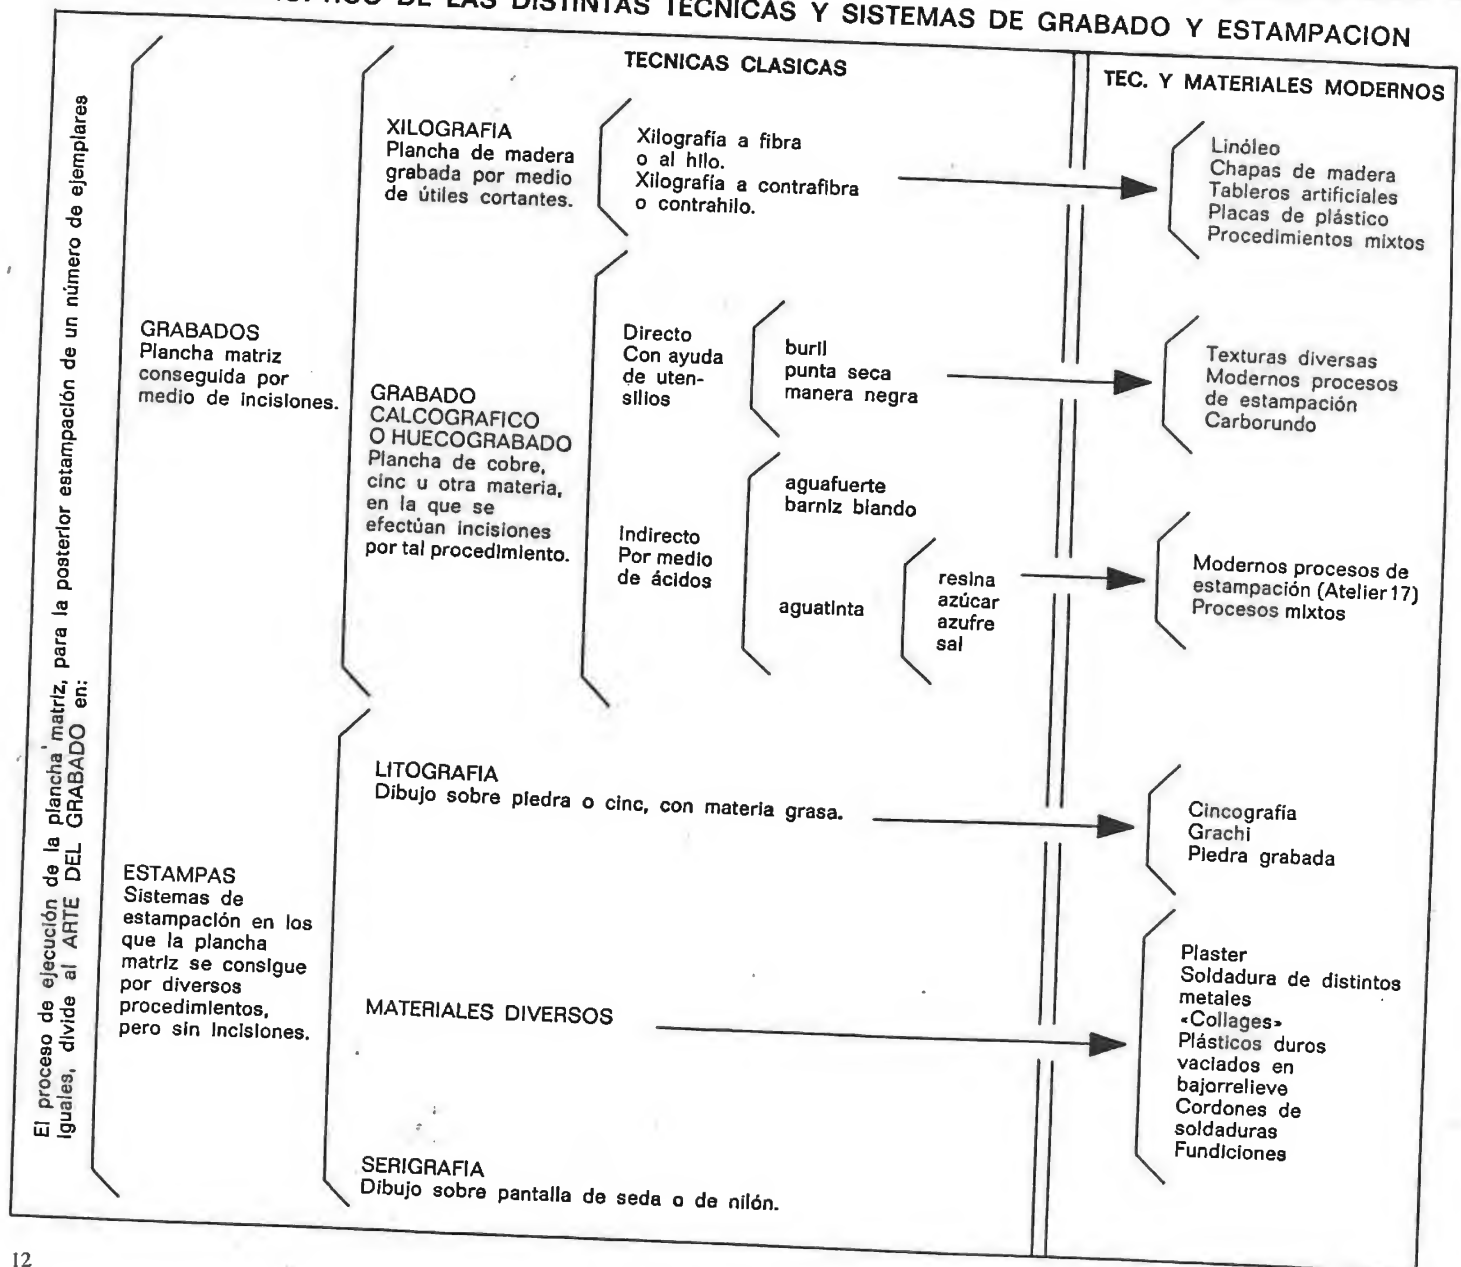 DE LAS DISTINTAS TECNICAS Y SISTEMAS DE GRABADO Y ESTAMPACION
TECNICAS CLASICAS
TEC. Y MATERIALES MODERNOS
El proceso de ejecución de la plancha matriz, para la posterior estampación de un número de ejemplares
iguales, divide al ARTE DEL GRABADO en:
GRABADOS
Plancha matriz
conseguida por
medio de incisiones.
XILOGRAFIA
Plancha de madera
grabada por medio
de útiles cortantes.
Xilografía a fibra
o al hilo.
Xilografía a contrafibra
o contrahilo.
Linóleo
Chapas de madera
Tableros artificiales
Placas de plástico
Procedimientos mixtos
GRABADO
CALCOGRAFICO
O HUECOGRABADO
Plancha de cobre,
cinc u otra materia,
en la que se
efectúan incisiones
por tal procedimiento.
Directo
Con ayuda
de uten-
silios
buril
punta seca
manera negra
Texturas diversas
Modernos procesos
de estampación
Carborundo
Indirecto
Por medio
de ácidos
aguafuerte
barniz blando
aguatinta
resina
azúcar
azufre
sal
Modernos procesos de
estampación (Atelier 17)
Procesos mixtos
ESTAMPAS
Sistemas de
estampación en los
que la plancha
matriz se consigue
por diversos
procedimientos,
pero sin incisiones.
LITOGRAFIA
Dibujo sobre piedra o cinc, con materia grasa.
Cincografía
Grachi
Piedra grabada
MATERIALES DIVERSOS
Plaster
Soldadura de distintos
metales
«Collages»
Plásticos duros
vaciados en
bajorrelieve
Cordones de
soldaduras
Fundiciones
SERIGRAFIA
Dibujo sobre pantalla de seda o de nilón.
12